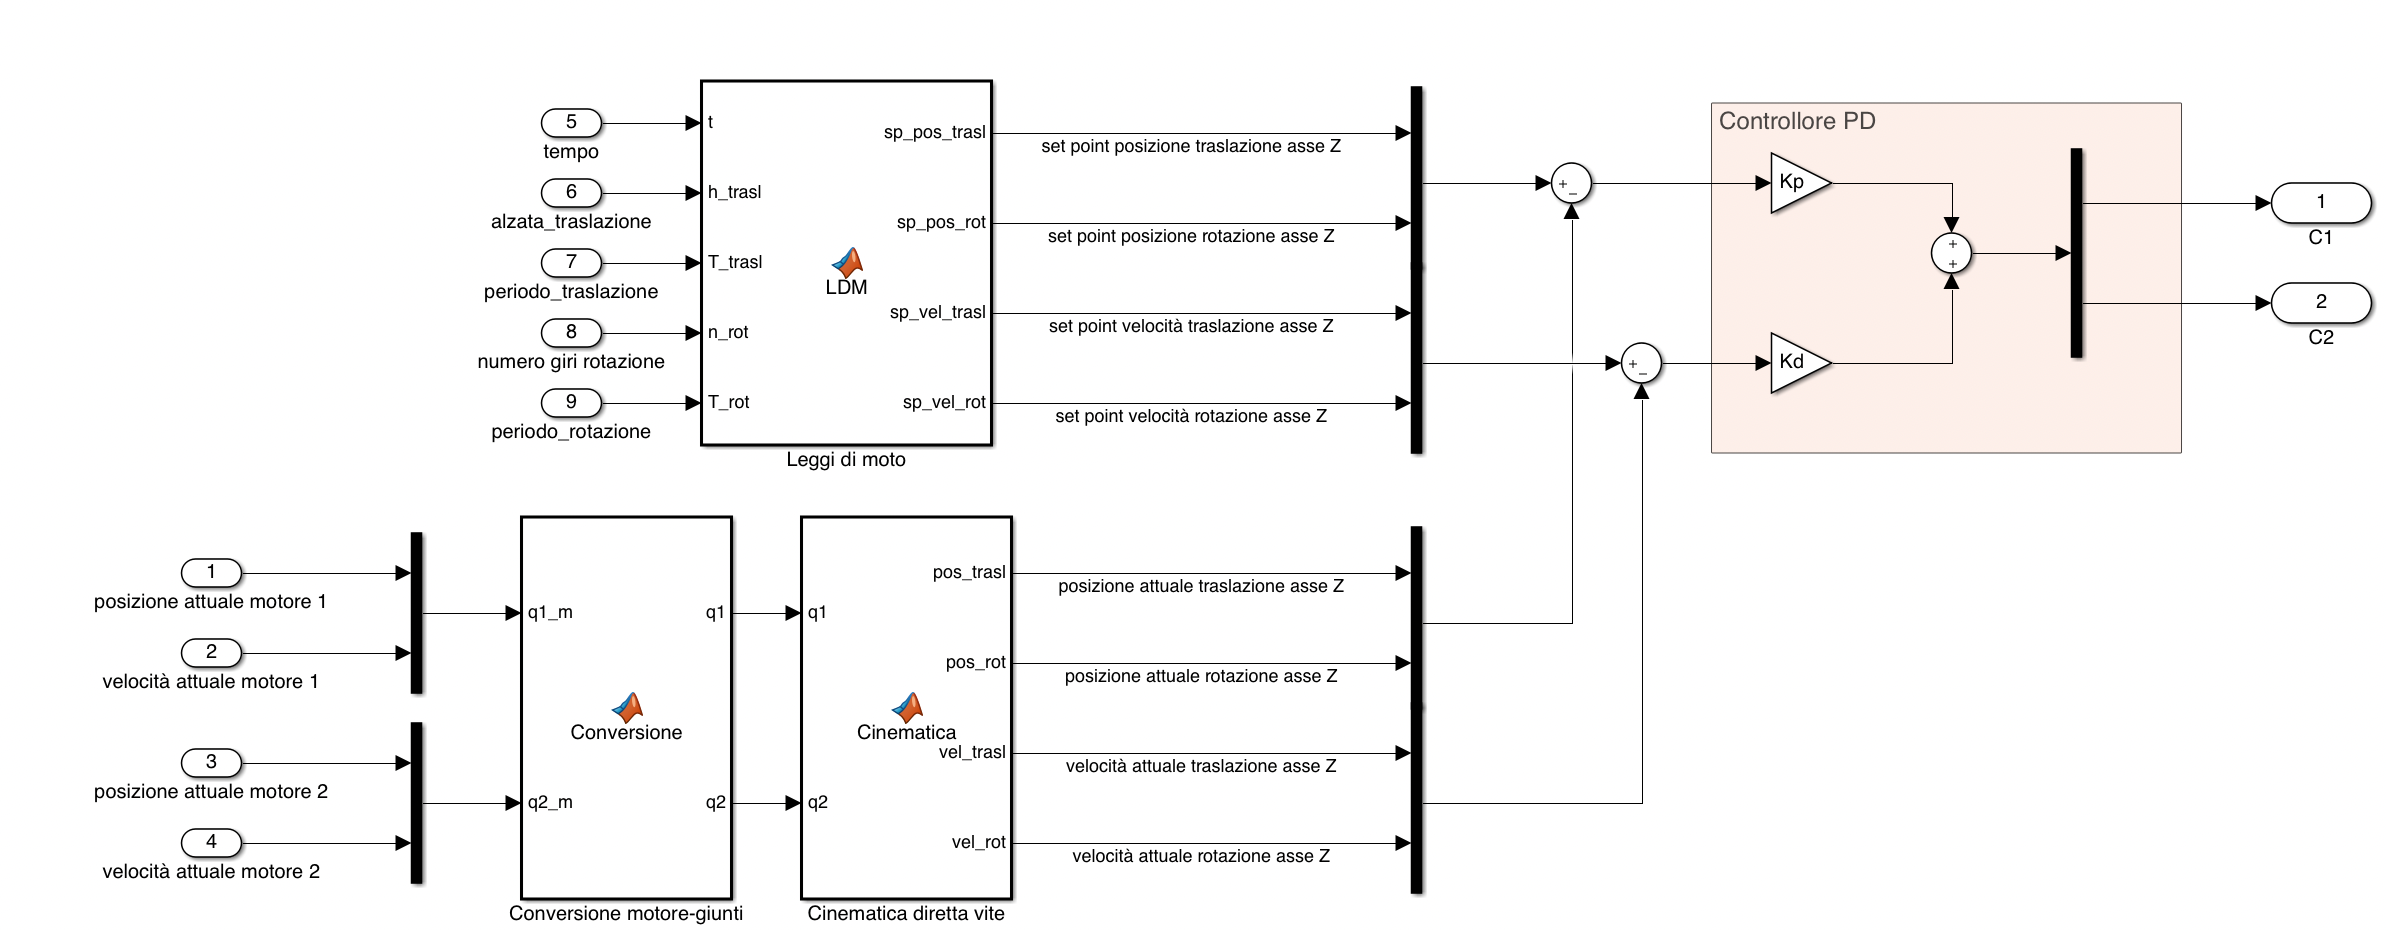 5
tempo
6
alzata_traslazione
7
periodo_traslazione
8
numero giri rotazione
9
periodo_rotazione
t
h_trasl
T_trasl
n_rot
T_rot
LDM
sp_pos_trasl
sp_pos_rot
sp_vel_trasl
sp_vel_rot
Leggi di moto
set point posizione traslazione asse Z
set point posizione rotazione asse Z
set point velocità traslazione asse Z
set point velocità rotazione asse Z
+
−
+
−
Controllore PD
Kp
Kd
+
+
1
C1
2
C2
1
posizione attuale motore 1
2
velocità attuale motore 1
3
posizione attuale motore 2
4
velocità attuale motore 2
q1_m
q2_m
Conversione
q1
q2
Conversione motore-giunti
q1
q2
Cinematica
pos_trasl
pos_rot
vel_trasl
vel_rot
Cinematica diretta vite
posizione attuale traslazione asse Z
posizione attuale rotazione asse Z
velocità attuale traslazione asse Z
velocità attuale rotazione asse Z